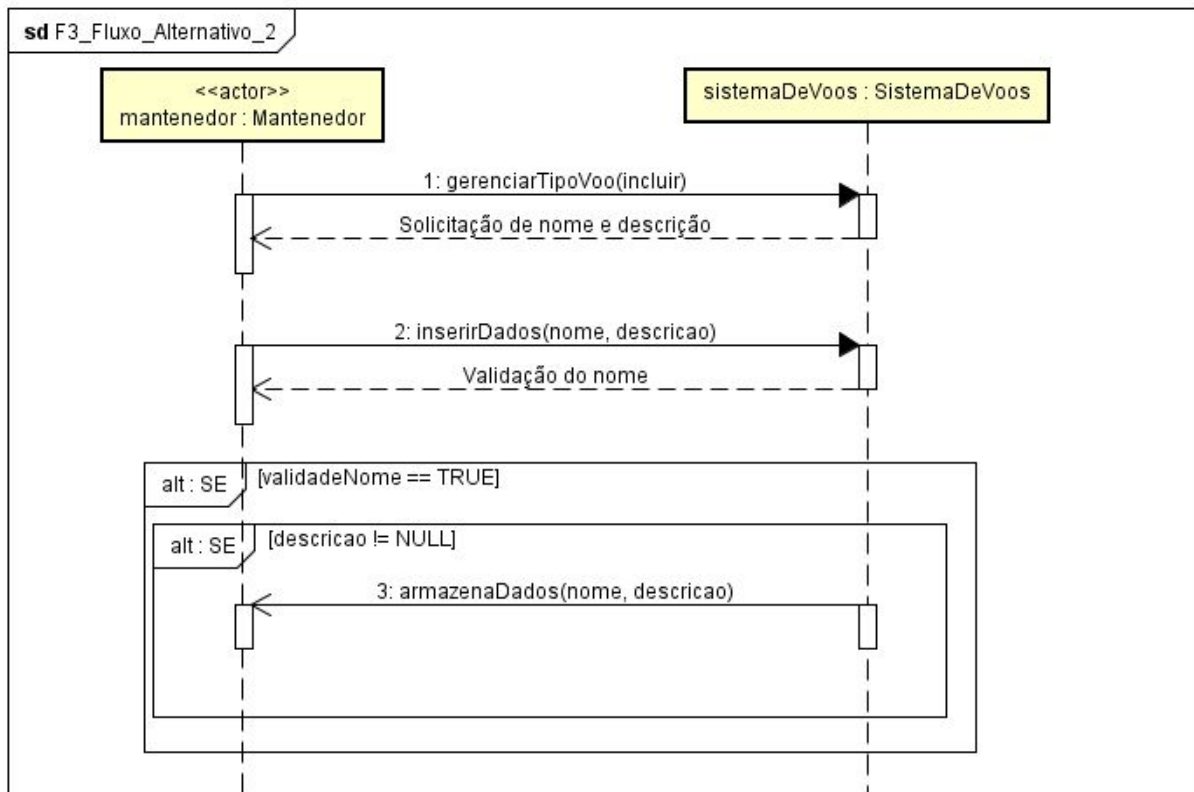 sd F3_Fluxo_Alternativo_2
<<actor>>
mantenedor : Mantenedor
sistemaDeVoos : SistemaDeVoos
1: gerenciarTipoVoo(incluir)
Solicitação de nome e descrição
2: inserirDados(nome, descricao)
Validação do nome
alt : SE [validadeNome == TRUE]
alt : SE [descricao != NULL]
3: armazenaDados(nome, descricao)